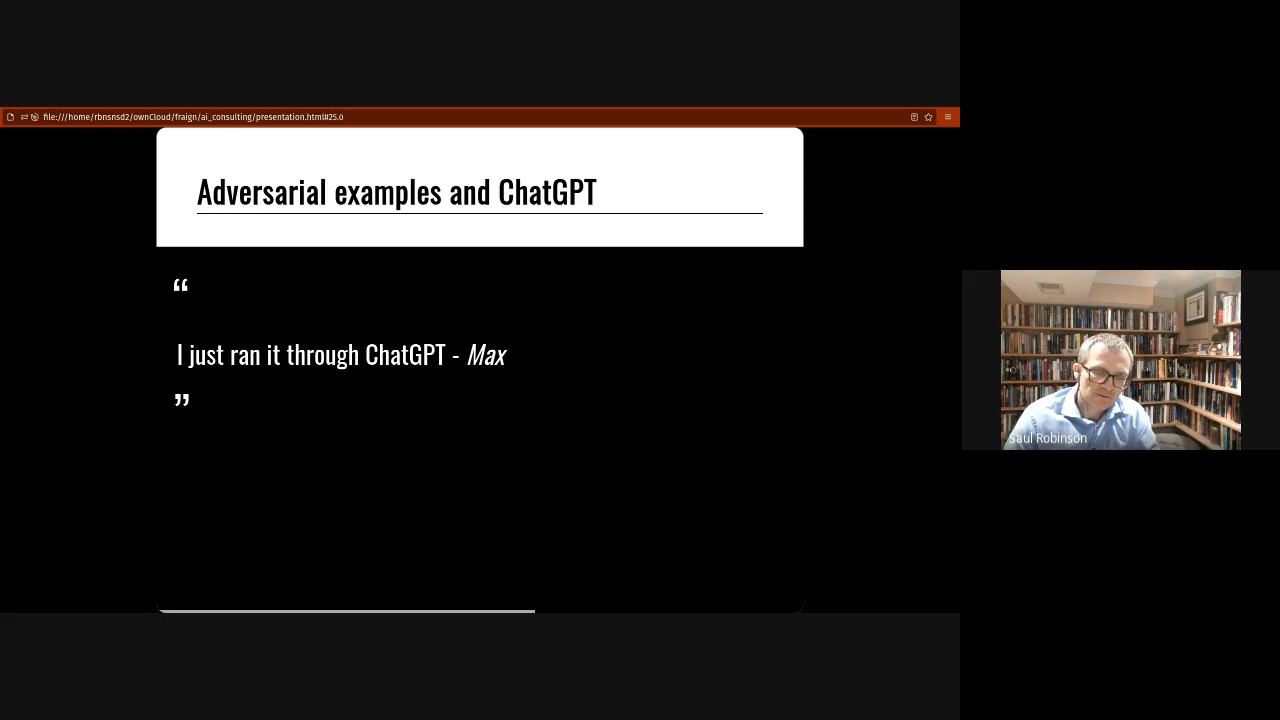 file:///home/rbnsnsd2/ownCloud/fraign/ai_consulting/presentation.html#25.0
Adversarial examples and ChatGPT
“
I just ran it through ChatGPT - Max
”
Saul Robinson